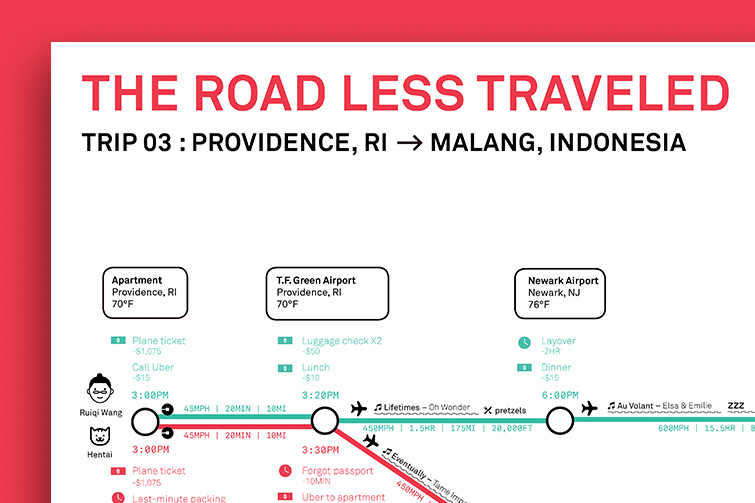 THE ROAD LESS TRAVELED
TRIP 03 : PROVIDENCE, RI → MALANG, INDONESIA
Apartment
Providence, RI
70°F
T.F. Green Airport
Providence, RI
70°F
Newark Airport
Newark, NJ
76°F
Plane ticket
-$1,075
Call Uber
-$15
3:00PM
Luggage check X2
-$50
Lunch
-$10
3:20PM
Layover
-2HR
Dinner
-$15
6:00PM
Ruiqi Wang
Hentai
45MPH | 20MIN | 10MI
45MPH | 20MIN | 10MI
Lifetimes – Oh Wonder
pretzels
450MPH | 1.5HR | 175MI | 20,000FT
Au Volant – Elsa & Emilie
ZZZ
600MPH | 15.5HR | 8
3:00PM
Plane ticket
-$1,075
Last-minute packing
3:30PM
Forgot passport
-10MIN
Uber to apartment
Eventually – Tame Impa
450MPH